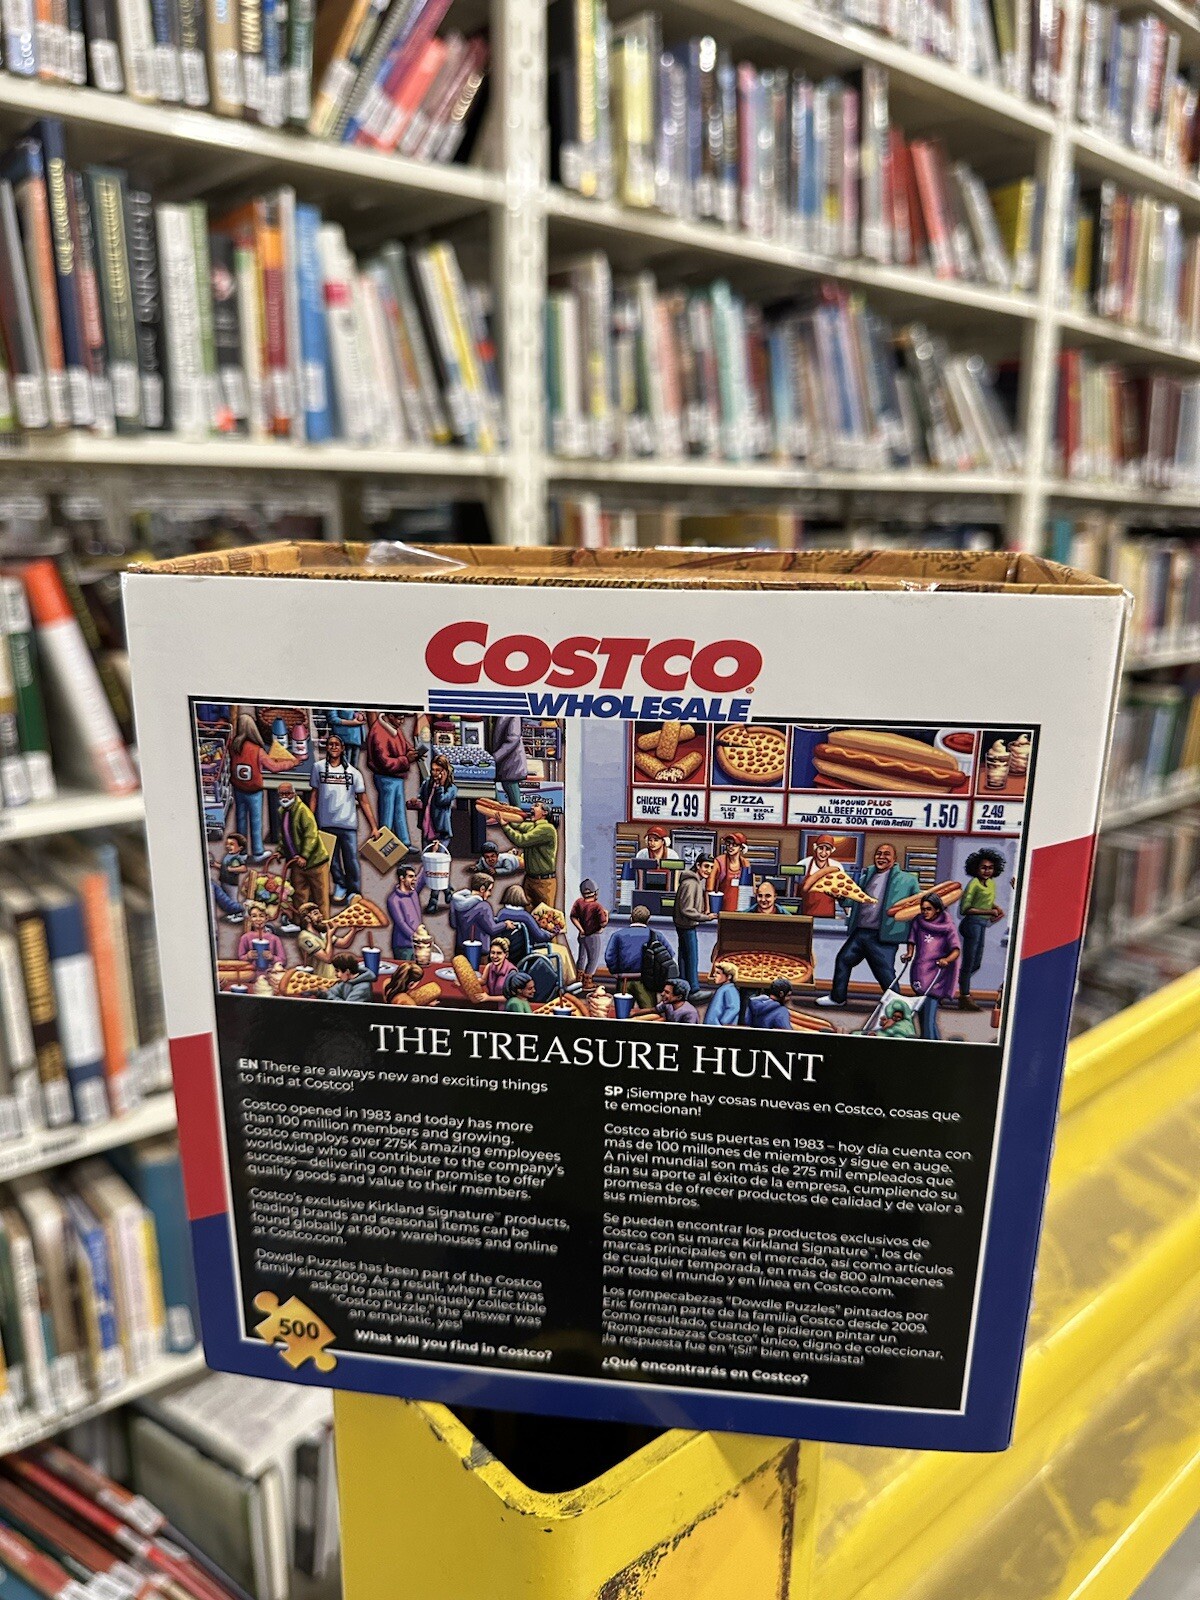 COSTCO
WHOLESALE
CHICKEN
BAKE
2.99
PIZZA
SLICE 18" WHOLE
1.99 9.95
1/4 POUND PLUS
ALL BEEF HOT DOG
AND 20 oz. SODA (With Refill)
1.50
2.49
ICE CREAM
SUNDAE
THE TREASURE HUNT
EN There are always new and exciting things
to find at Costco!
Costco opened in 1983 and today has more
than 100 million members and growing.
Costco employs over 275K amazing employees
worldwide who all contribute to the company's
success—delivering on their promise to offer
quality goods and value to their members.
Costco's exclusive Kirkland Signature™ products,
leading brands and seasonal items can be
found globally at 800+ warehouses and online
at Costco.com.
Dowdle Puzzles has been part of the Costco
family since 2009. As a result, when Eric was
asked to paint a uniquely collectible
"Costco Puzzle," the answer was
an emphatic, yes!
What will you find in Costco?
500
SP ¡Siempre hay cosas nuevas en Costco, cosas que
te emocionan!
Costco abrió sus puertas en 1983 – hoy día cuenta con
más de 100 millones de miembros y sigue en auge.
A nivel mundial son más de 275 mil empleados que
dan su aporte al éxito de la empresa, cumpliendo su
promesa de ofrecer productos de calidad y de valor a
sus miembros.
Se pueden encontrar los productos exclusivos de
Costco con su marca Kirkland Signature™, los de
marcas principales en el mercado, así como artículos
de cualquier temporada, en más de 800 almacenes
por todo el mundo y en línea en Costco.com.
Los rompecabezas "Dowdle Puzzles" pintados por
Eric forman parte de la familia Costco desde 2009.
Como resultado, cuando le pidieron pintar un
"Rompecabezas Costco" único, digno de coleccionar,
¡la respuesta fue en "¡Sí!" bien entusiasta!
¿Qué encontrarás en Costco?